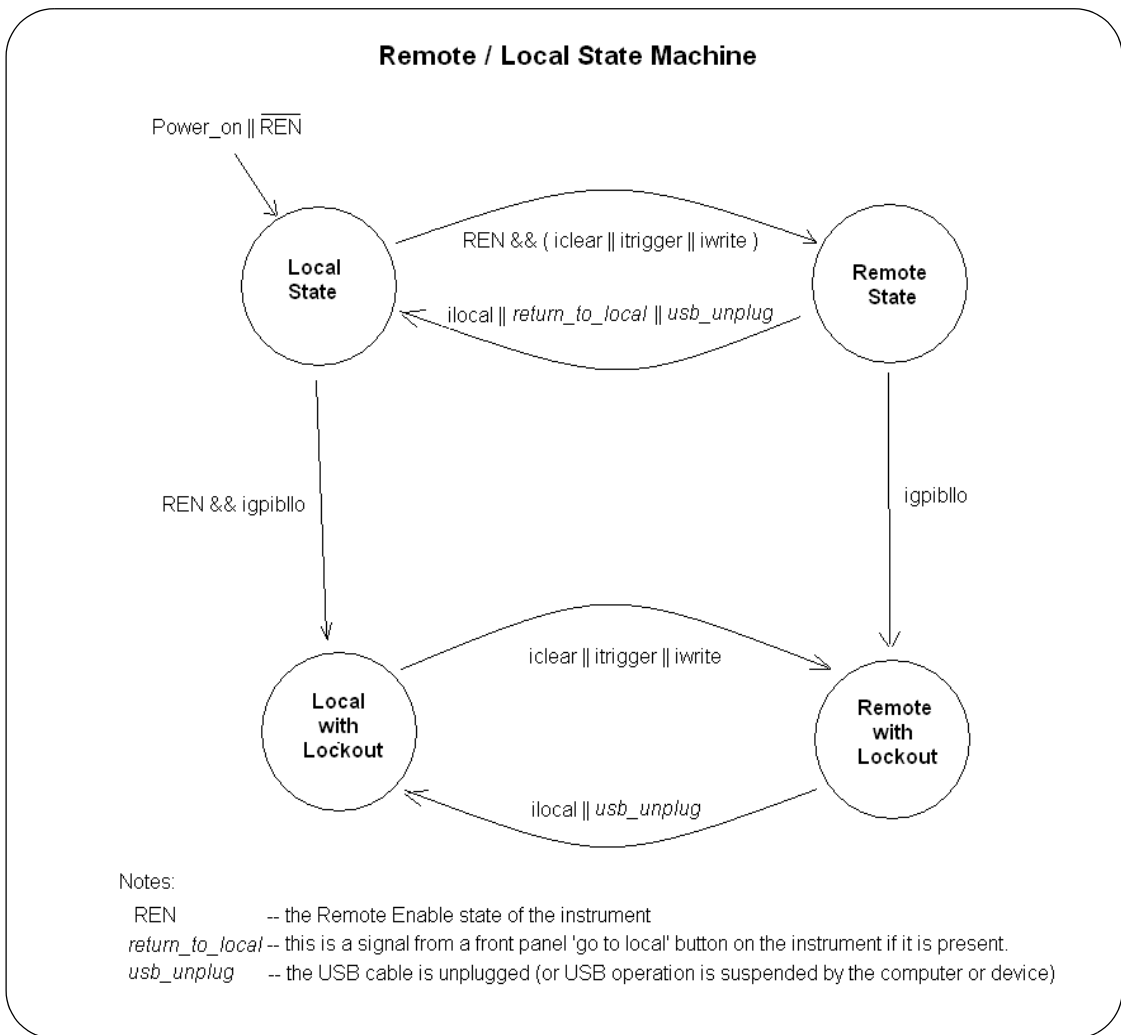 Remote / Local State Machine
Power_on || R̅E̅N̅
REN && ( iclear || itrigger || iwrite )
Local
State
Remote
State
ilocal || return_to_local || usb_unplug
REN && igpibllo
igpibllo
iclear || itrigger || iwrite
Local
with
Lockout
Remote
with
Lockout
ilocal || usb_unplug
Notes:
REN -- the Remote Enable state of the instrument
return_to_local -- this is a signal from a front panel 'go to local' button on the instrument if it is present.
usb_unplug -- the USB cable is unplugged (or USB operation is suspended by the computer or device)